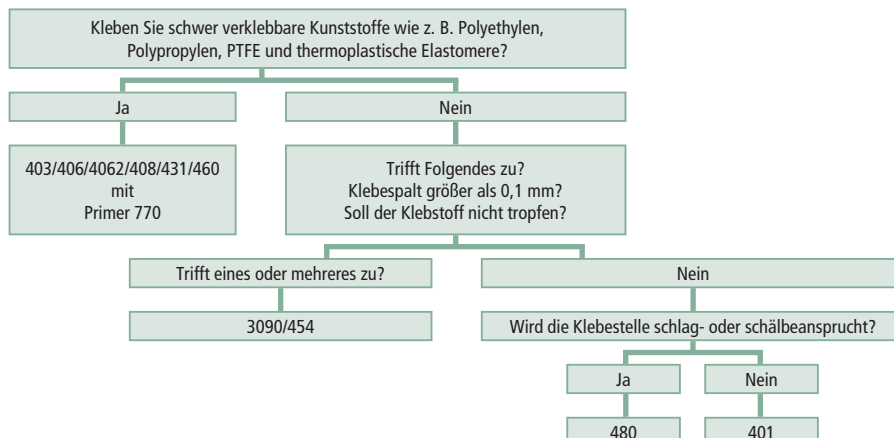 Kleben Sie schwer verklebbare Kunststoffe wie z. B. Polyethylen,
Polypropylen, PTFE und thermoplastische Elastomere?
Ja
Nein
403/406/4062/408/431/460
mit
Primer 770
Trifft Folgendes zu?
Klebespalt größer als 0,1 mm?
Soll der Klebstoff nicht tropfen?
Trifft eines oder mehreres zu?
Nein
3090/454
Wird die Klebestelle schlag- oder schälbeansprucht?
Ja
Nein
480
401